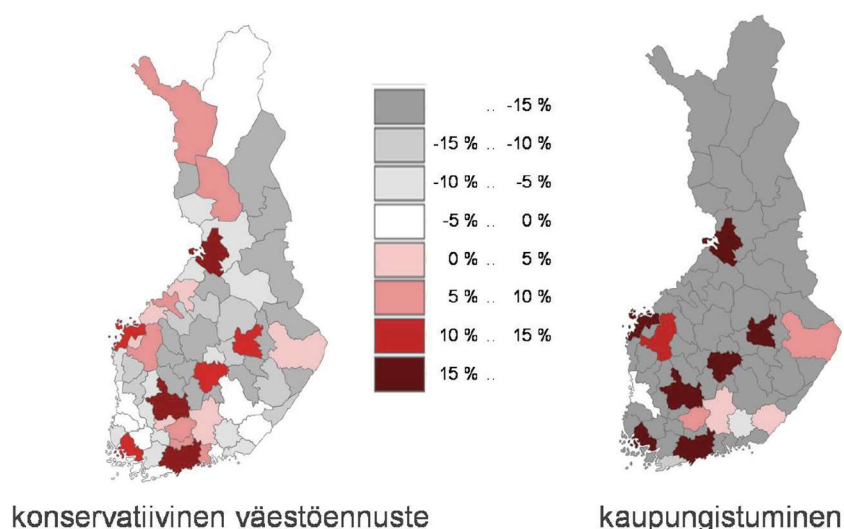 .. -15 %
-15 % .. -10 %
-10 % .. -5 %
-5 % .. 0 %
0 % .. 5 %
5 % .. 10 %
10 % .. 15 %
15 % ..
konservatiivinen väestöennuste
kaupungistuminen